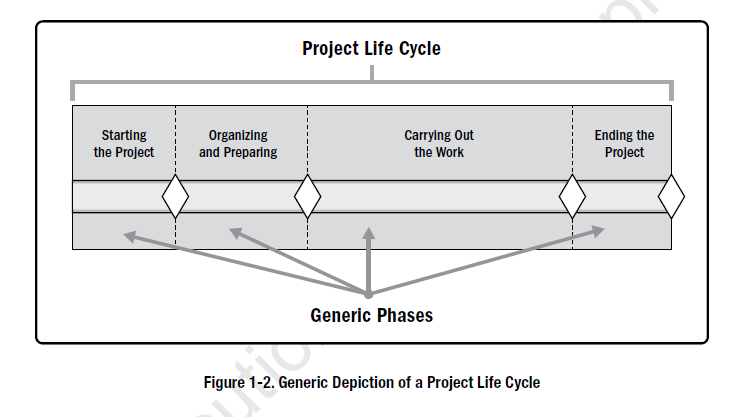 Project Life Cycle
Starting
the Project
Organizing
and Preparing
Carrying Out
the Work
Ending the
Project
Generic Phases
Figure 1-2. Generic Depiction of a Project Life Cycle